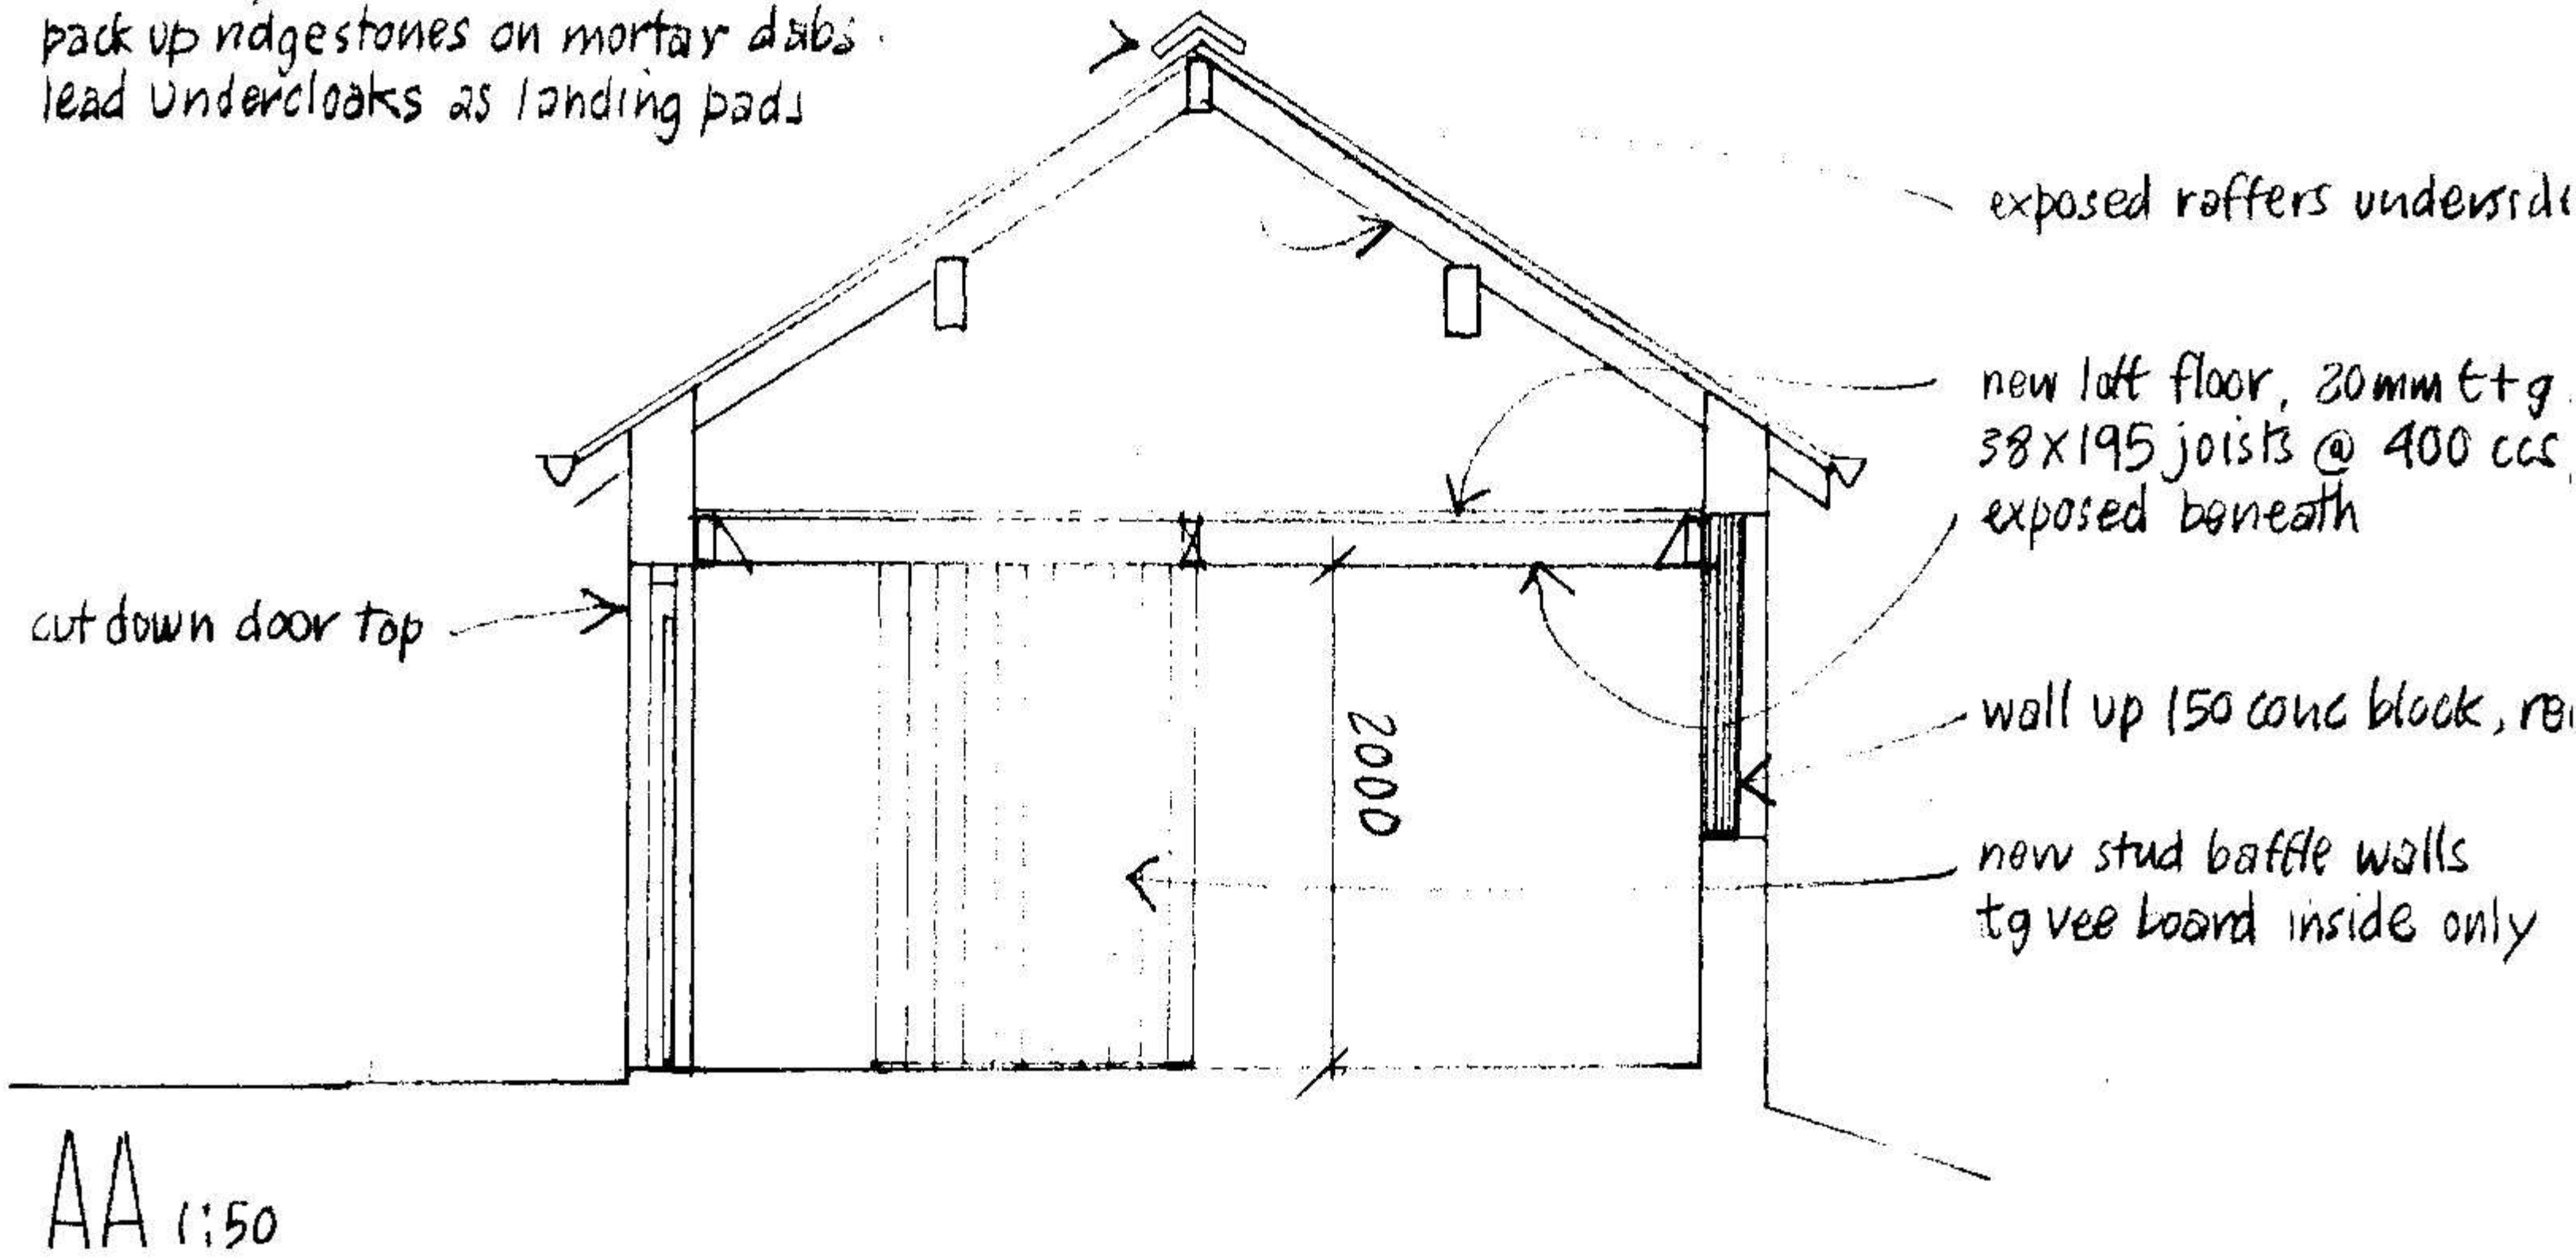 pack up ridgestones on mortar dabs
lead undercloaks as landing pads
exposed rafters underside
new loft floor, 20mm t+g
38x195 joists @ 400 ccs,
exposed beneath
cut down door top
2000
wall up 150 conc block,
new stud baffle walls
tg vee board inside only
AA 1:50